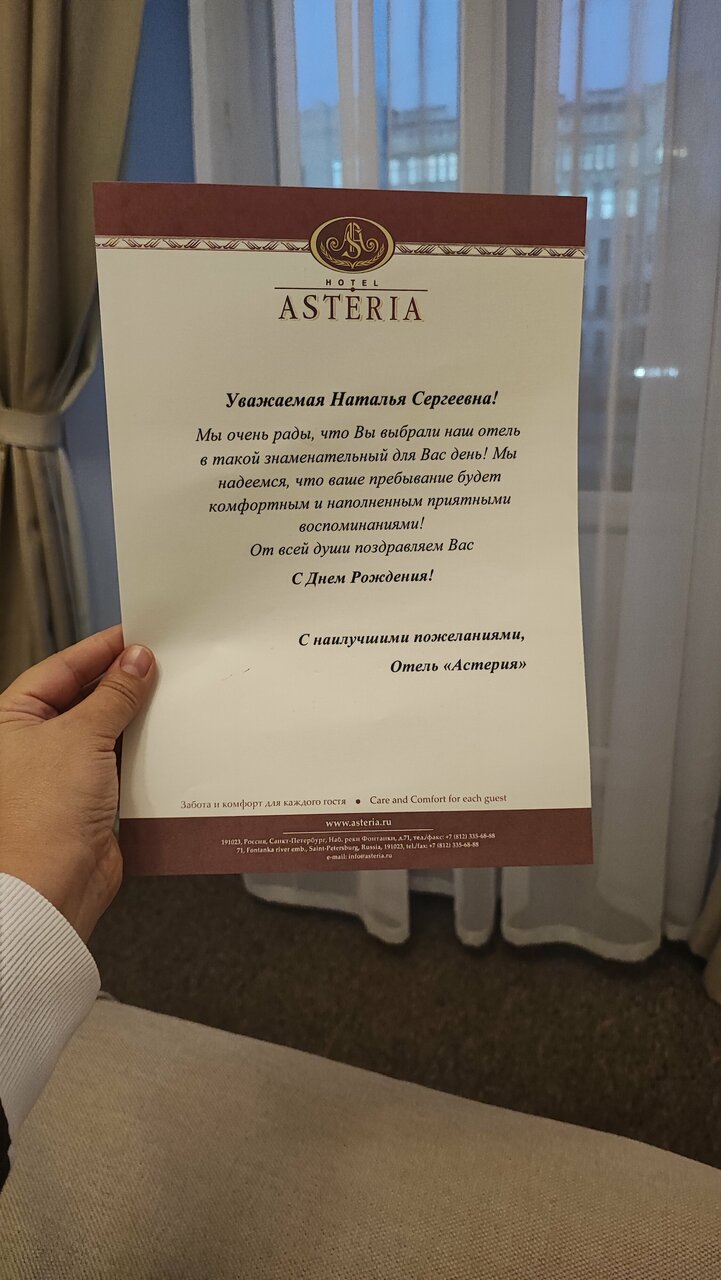 HOTEL
ASTERIA
Уважаемая Наталья Сергеевна!
Мы очень рады, что Вы выбрали наш отель
в такой знаменательный для Вас день! Мы
надеемся, что ваше пребывание будет
комфортным и наполненным приятными
воспоминаниями!
От всей души поздравляем Вас
С Днем Рождения!
С наилучшими пожеланиями,
Отель «Астерия»
Забота и комфорт для каждого гостя ● Care and Comfort for each guest
www.asteria.ru
191023, Россия, Санкт-Петербург, Наб. реки Фонтанки, д.71, тел./факс: +7 (812) 335-68-88
71, Fontanka river emb., Saint-Petersburg, Russia, 191023, tel./fax: +7 (812) 335-68-88
e-mail: info@asteria.ru